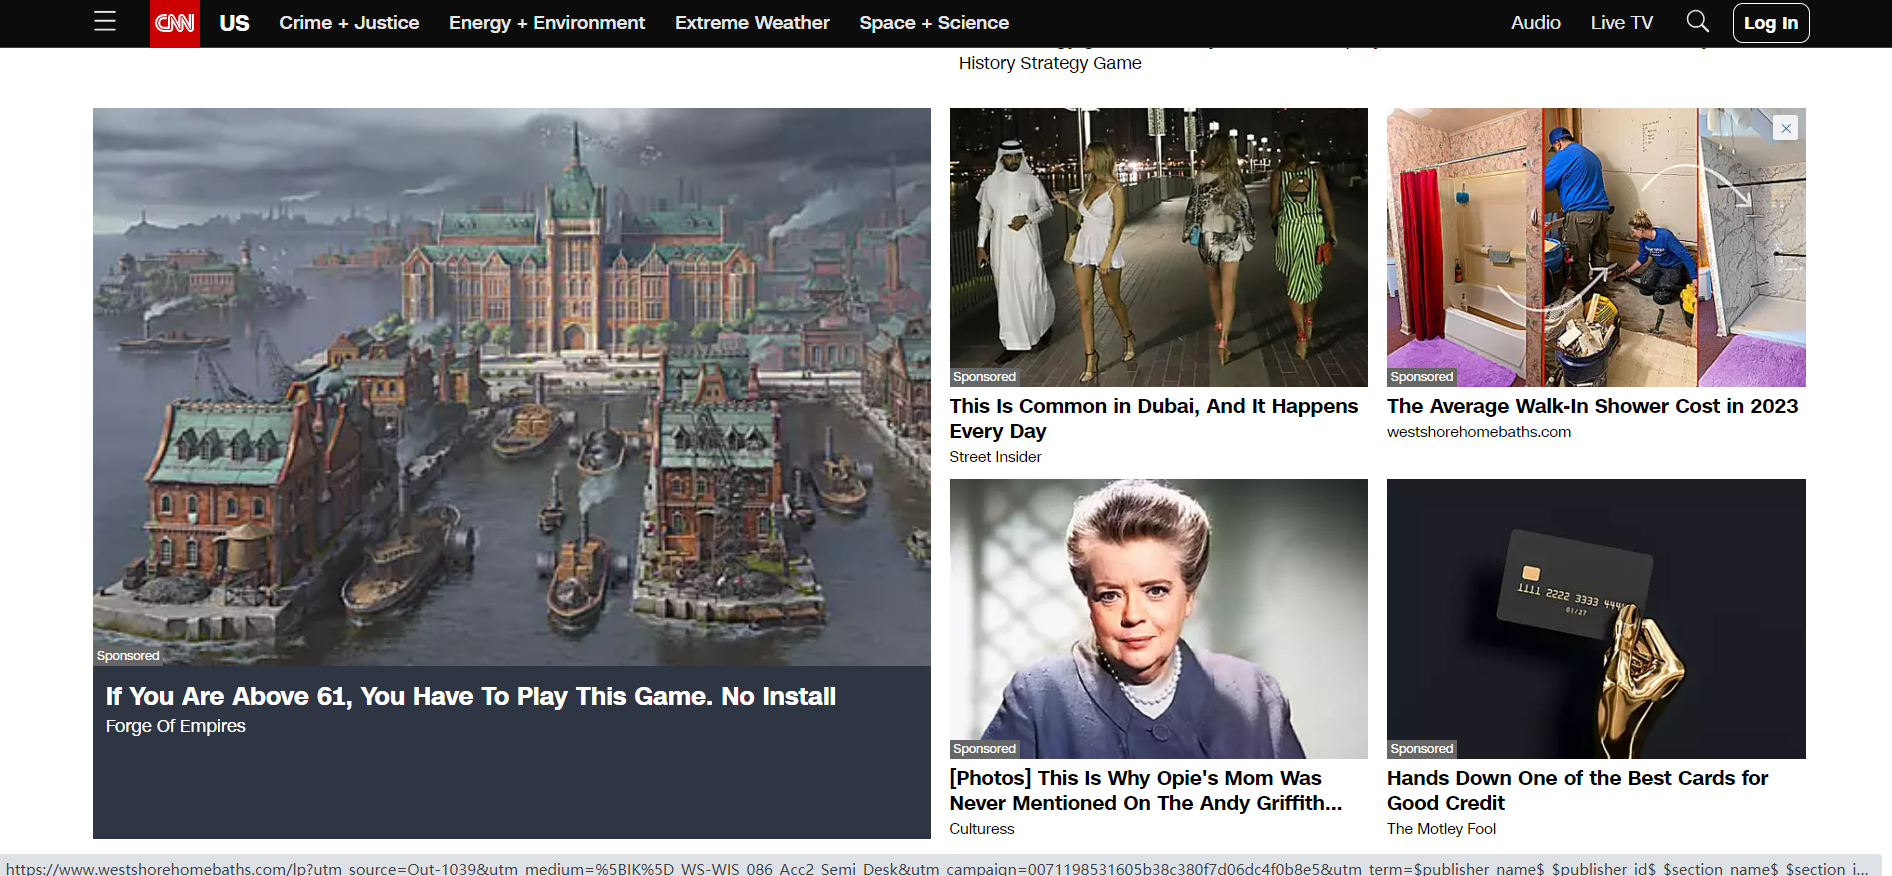 CNN US Crime + Justice Energy + Environment Extreme Weather Space + Science Audio Live TV Log In
History Strategy Game
Sponsored
If You Are Above 61, You Have To Play This Game. No Install
Forge Of Empires
Sponsored
This Is Common in Dubai, And It Happens
Every Day
Street Insider
Sponsored
The Average Walk-In Shower Cost in 2023
westshorehomebaths.com
Sponsored
[Photos] This Is Why Opie's Mom Was
Never Mentioned On The Andy Griffith...
Culturess
1111 2222 3333 444
01/27
Sponsored
Hands Down One of the Best Cards for
Good Credit
The Motley Fool
https://www.westshorehomebaths.com/lp?utm_source=Out-1039&utm_medium=%5BIK%5D_WS-WIS_086_Acc2_Semi_Desk&utm_campaign=0071198531605b38c380f7d06dc4f0b8e5&utm_term=$publisher_name$_$publisher_id$_$section_name$_$section_i...